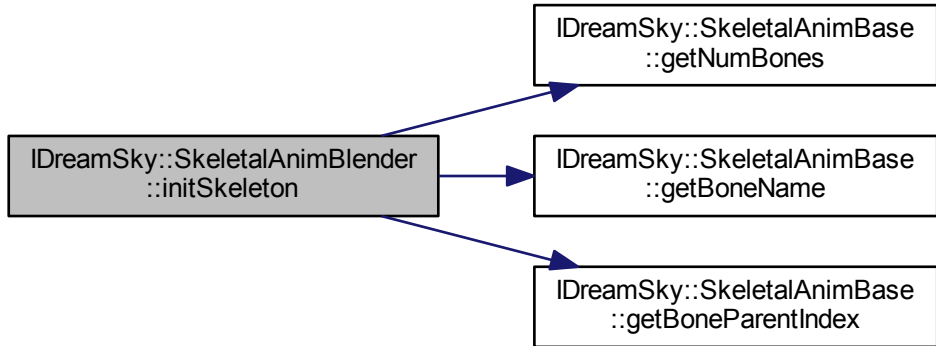 IDreamSky::SkeletalAnimBase
::getNumBones
IDreamSky::SkeletalAnimBlender
::initSkeleton
IDreamSky::SkeletalAnimBase
::getBoneName
IDreamSky::SkeletalAnimBase
::getBoneParentIndex